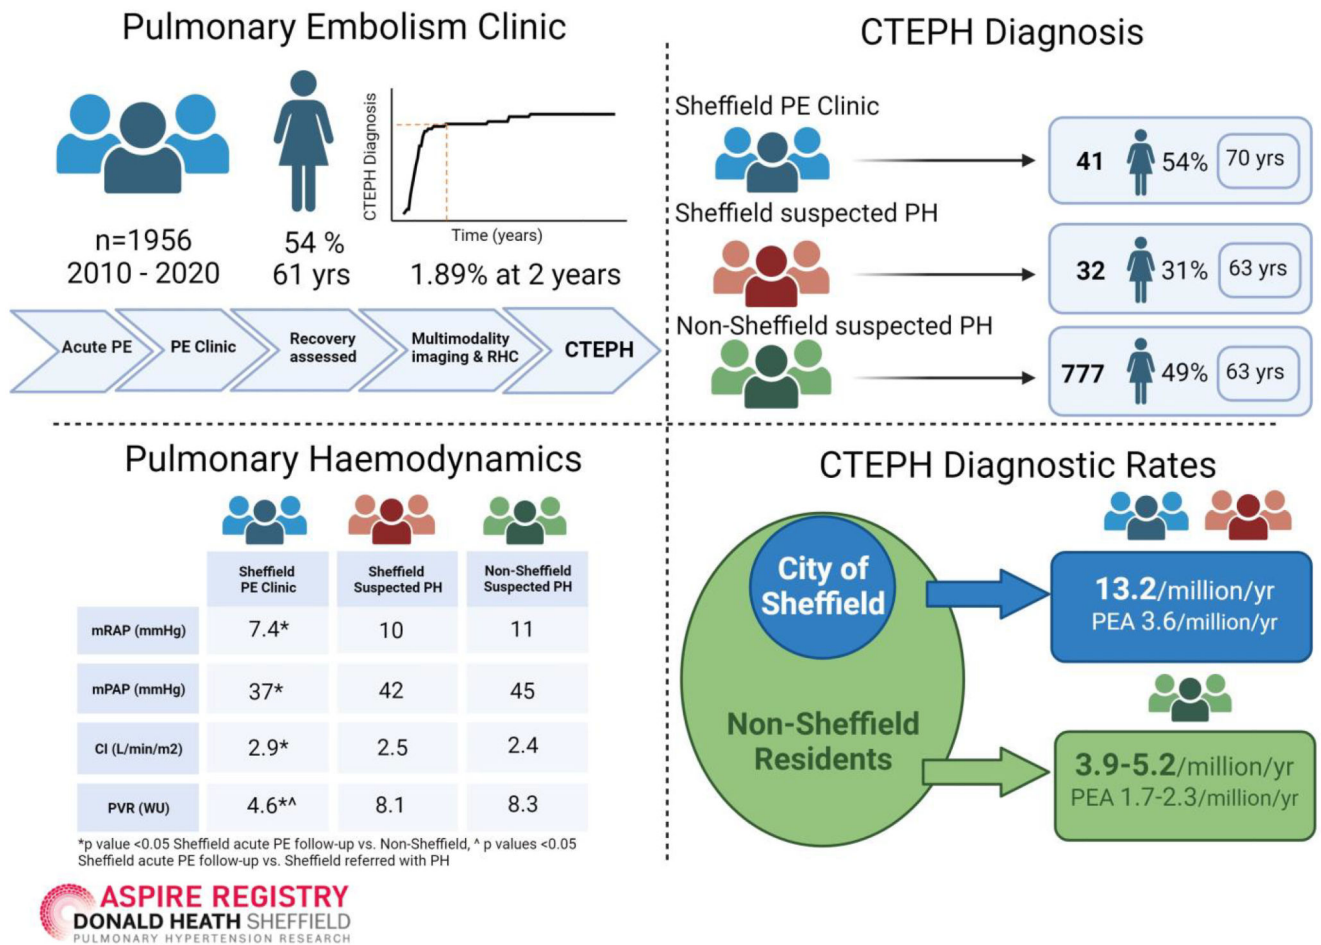 Pulmonary Embolism Clinic
CTEPH Diagnosis
Time (years)
n=1956
2010 - 2020
54 %
61 yrs
1.89% at 2 years
Acute PE
PE Clinic
Recovery
assessed
Multimodality
imaging & RHC
CTEPH
CTEPH Diagnosis
Sheffield PE Clinic
41 54% 70 yrs
Sheffield suspected PH
32 31% 63 yrs
Non-Sheffield suspected PH
777 49% 63 yrs
Pulmonary Haemodynamics
Sheffield
PE Clinic
Sheffield
Suspected PH
Non-Sheffield
Suspected PH
mRAP (mmHg) 7.4* 10 11
mPAP (mmHg) 37* 42 45
CI (L/min/m2) 2.9* 2.5 2.4
PVR (WU) 4.6*^ 8.1 8.3
*p value <0.05 Sheffield acute PE follow-up vs. Non-Sheffield, ^ p values <0.05
Sheffield acute PE follow-up vs. Sheffield referred with PH
CTEPH Diagnostic Rates
City of
Sheffield
13.2/million/yr
PEA 3.6/million/yr
Non-Sheffield
Residents
3.9-5.2/million/yr
PEA 1.7-2.3/million/yr
ASPIRE REGISTRY
DONALD HEATH SHEFFIELD
PULMONARY HYPERTENSION RESEARCH